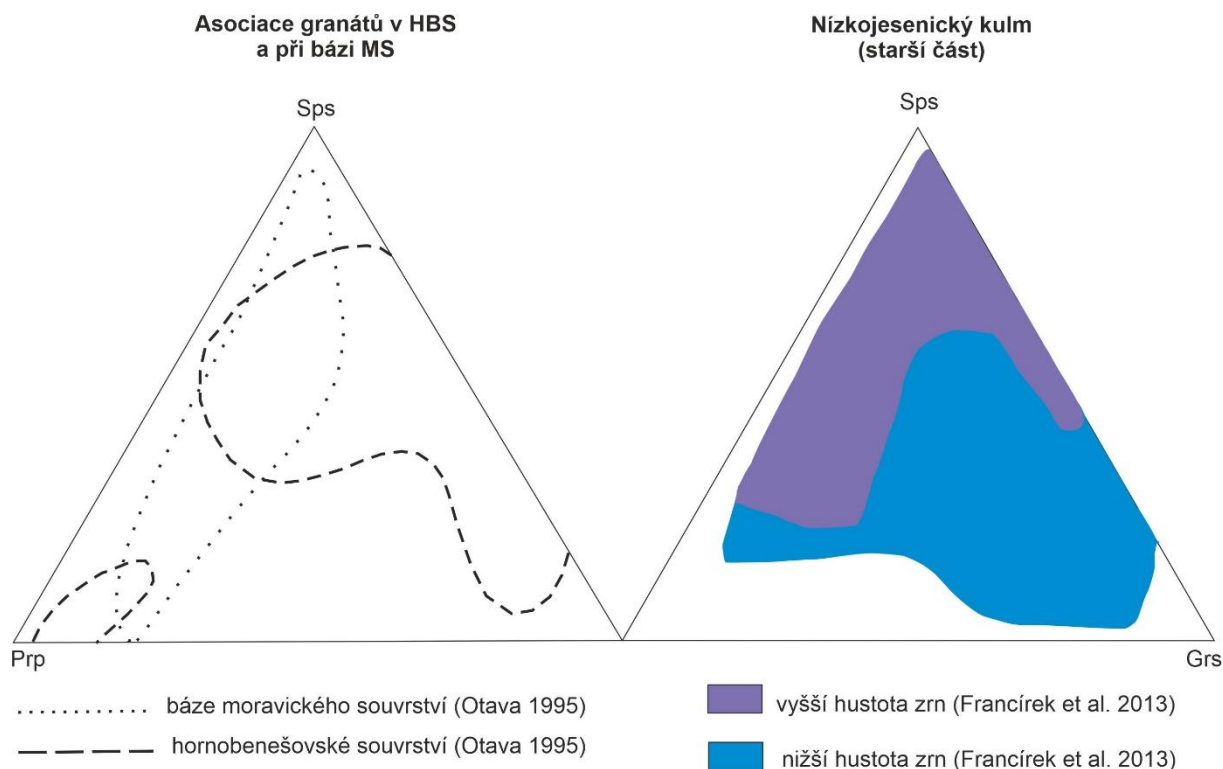 Asociace granátů v HBS
a při bázi MS
Nízkojesenický kulm
(starší část)
Sps
Sps
Prp
Grs
báze moravického souvrství (Otava 1995)
hornobenešovské souvrství (Otava 1995)
vyšší hustota zrn (Francírek et al. 2013)
nižší hustota zrn (Francírek et al. 2013)